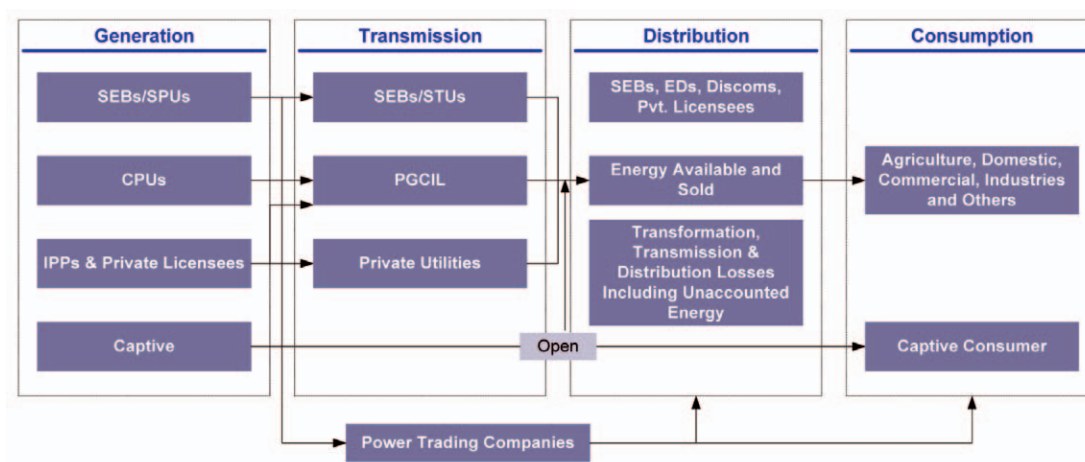 Generation
SEBs/SPUs
CPUs
IPPs & Private Licensees
Captive
Transmission
SEBs/STUs
PGCIL
Private Utilities
Open
Power Trading Companies
Distribution
SEBs, EDs, Discoms,
Pvt. Licensees
Energy Available and
Sold
Transformation,
Transmission &
Distribution Losses
Including Unaccounted
Energy
Consumption
Agriculture, Domestic,
Commercial, Industries
and Others
Captive Consumer